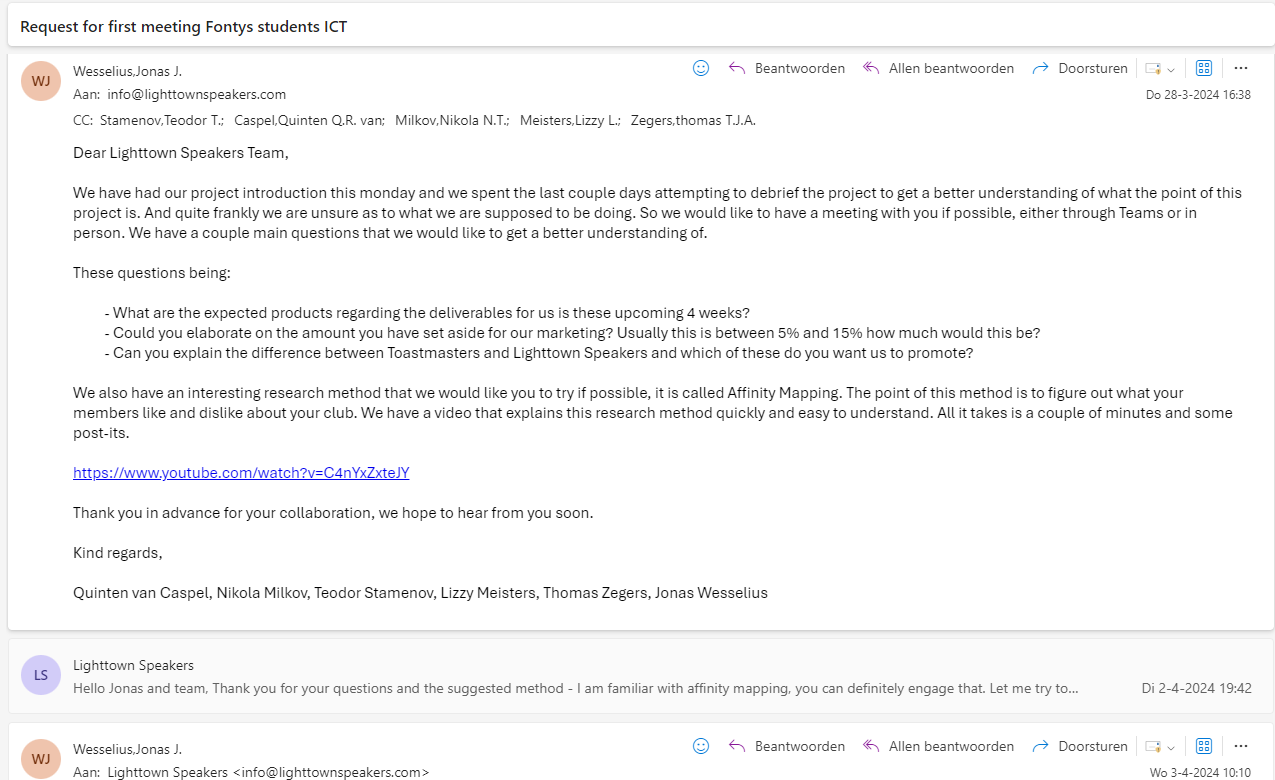 Request for first meeting Fontys students ICT
WJ
Wesselius,Jonas J.
Beantwoorden
Allen beantwoorden
Doorsturen
Aan: info@lighttownspeakers.com
Do 28-3-2024 16:38
CC: Stamenov,Teodor T.; Caspel,Quinten Q.R. van; Milkov,Nikola N.T.; Meisters,Lizzy L.; Zegers,thomas T.J.A.
Dear Lighttown Speakers Team,
We have had our project introduction this monday and we spent the last couple days attempting to debrief the project to get a better understanding of what the point of this
project is. And quite frankly we are unsure as to what we are supposed to be doing. So we would like to have a meeting with you if possible, either through Teams or in
person. We have a couple main questions that we would like to get a better understanding of.
These questions being:
- What are the expected products regarding the deliverables for us is these upcoming 4 weeks?
- Could you elaborate on the amount you have set aside for our marketing? Usually this is between 5% and 15% how much would this be?
- Can you explain the difference between Toastmasters and Lighttown Speakers and which of these do you want us to promote?
We also have an interesting research method that we would like you to try if possible, it is called Affinity Mapping. The point of this method is to figure out what your
members like and dislike about your club. We have a video that explains this research method quickly and easy to understand. All it takes is a couple of minutes and some
post-its.
https://www.youtube.com/watch?v=C4nYxZxteJY
Thank you in advance for your collaboration, we hope to hear from you soon.
Kind regards,
Quinten van Caspel, Nikola Milkov, Teodor Stamenov, Lizzy Meisters, Thomas Zegers, Jonas Wesselius
LS
Lighttown Speakers
Hello Jonas and team, Thank you for your questions and the suggested method - I am familiar with affinity mapping, you can definitely engage that. Let me try to...
Di 2-4-2024 19:42
WJ
Wesselius,Jonas J.
Beantwoorden
Allen beantwoorden
Doorsturen
Aan: Lighttown Speakers <info@lighttownspeakers.com>
Wo 3-4-2024 10:10